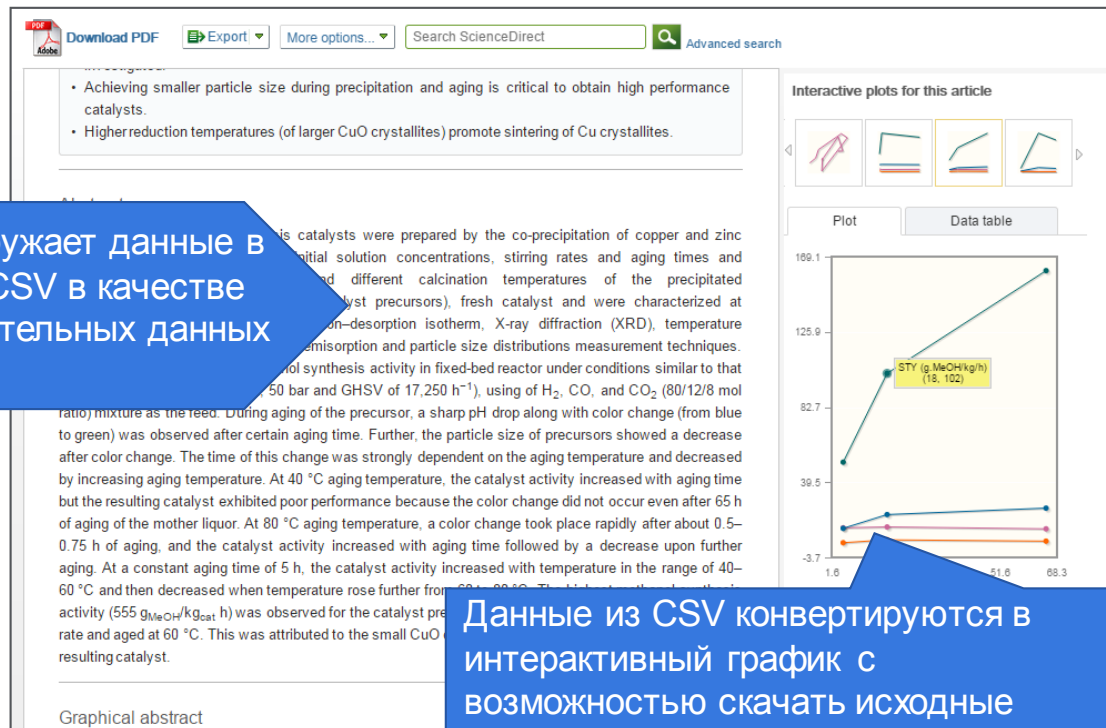 PDF
Adobe
Download PDF
Export
More options...
Search ScienceDirect
Advanced search
• Achieving smaller particle size during precipitation and aging is critical to obtain high performance
catalysts.
• Higher reduction temperatures (of larger CuO crystallites) promote sintering of Cu crystallites.
ружает данные в
CSV в качестве
тельных данных
is catalysts were prepared by the co-precipitation of copper and zinc
initial solution concentrations, stirring rates and aging times and
different calcination temperatures of the precipitated
precursors), fresh catalyst and were characterized at
on–desorption isotherm, X-ray diffraction (XRD), temperature
emisorption and particle size distributions measurement techniques.
nol synthesis activity in fixed-bed reactor under conditions similar to that
50 bar and GHSV of 17,250 h⁻¹), using of H₂, CO, and CO₂ (80/12/8 mol
ratio) mixture as the feed. During aging of the precursor, a sharp pH drop along with color change (from blue
to green) was observed after certain aging time. Further, the particle size of precursors showed a decrease
after color change. The time of this change was strongly dependent on the aging temperature and decreased
by increasing aging temperature. At 40 °C aging temperature, the catalyst activity increased with aging time
but the resulting catalyst exhibited poor performance because the color change did not occur even after 65 h
of aging of the mother liquor. At 80 °C aging temperature, a color change took place rapidly after about 0.5–
0.75 h of aging, and the catalyst activity increased with aging time followed by a decrease upon further
aging. At a constant aging time of 5 h, the catalyst activity increased with temperature in the range of 40–
60 °C and then decreased when temperature rose further from
activity (555 gMeOH/kgcat h) was observed for the catalyst pre
rate and aged at 60 °C. This was attributed to the small CuO
resulting catalyst.
Graphical abstract
Interactive plots for this article
Plot
Data table
169.1
125.9
82.7
39.5
-3.7
STY (g.MeOH/kg/h)
(18, 102)
1.6
51.6
68.3
Данные из CSV конвертируются в
интерактивный график с
возможностью скачать исходные